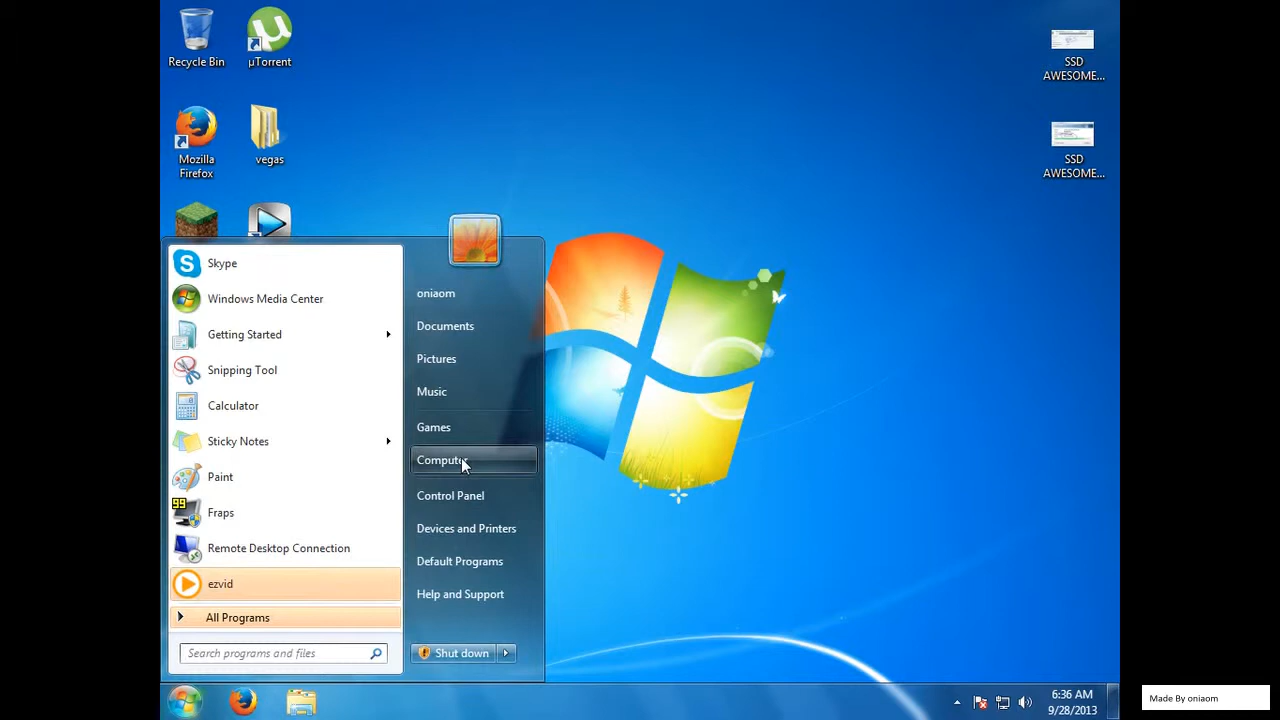 Recycle Bin
µTorrent
Mozilla
Firefox
vegas
SSD
AWESOME...
SSD
AWESOME...
Skype
Windows Media Center
Getting Started
Snipping Tool
Calculator
Sticky Notes
Paint
99
Fraps
Remote Desktop Connection
ezvid
All Programs
Search programs and files
oniaom
Documents
Pictures
Music
Games
Computer
Control Panel
Devices and Printers
Default Programs
Help and Support
Shut down
6:36 AM
9/28/2013
Made By oniaom